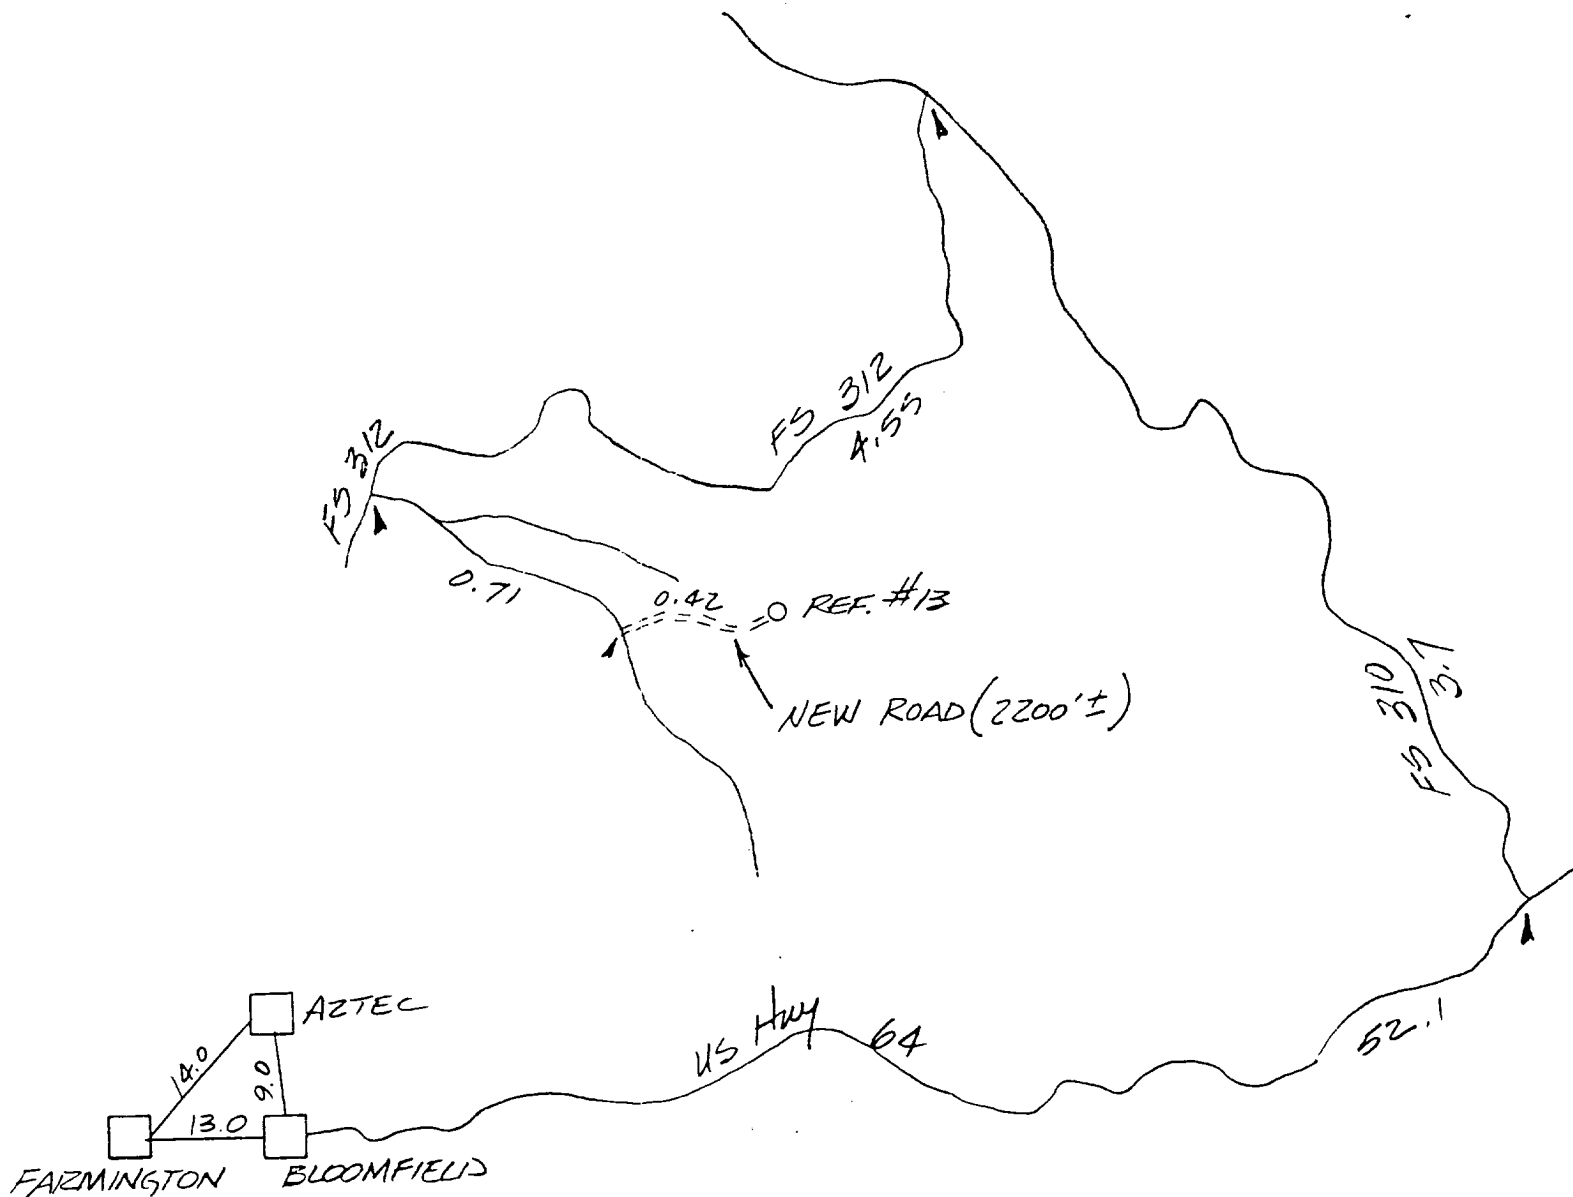 FS 312
4.55
FS 312
0.71
0.42
REF. #13
NEW ROAD (2200'±)
FS 310
3.7
AZTEC
US Hwy 64
52.1
14.0
9.0
13.0
FARMINGTON
BLOOMFIELD